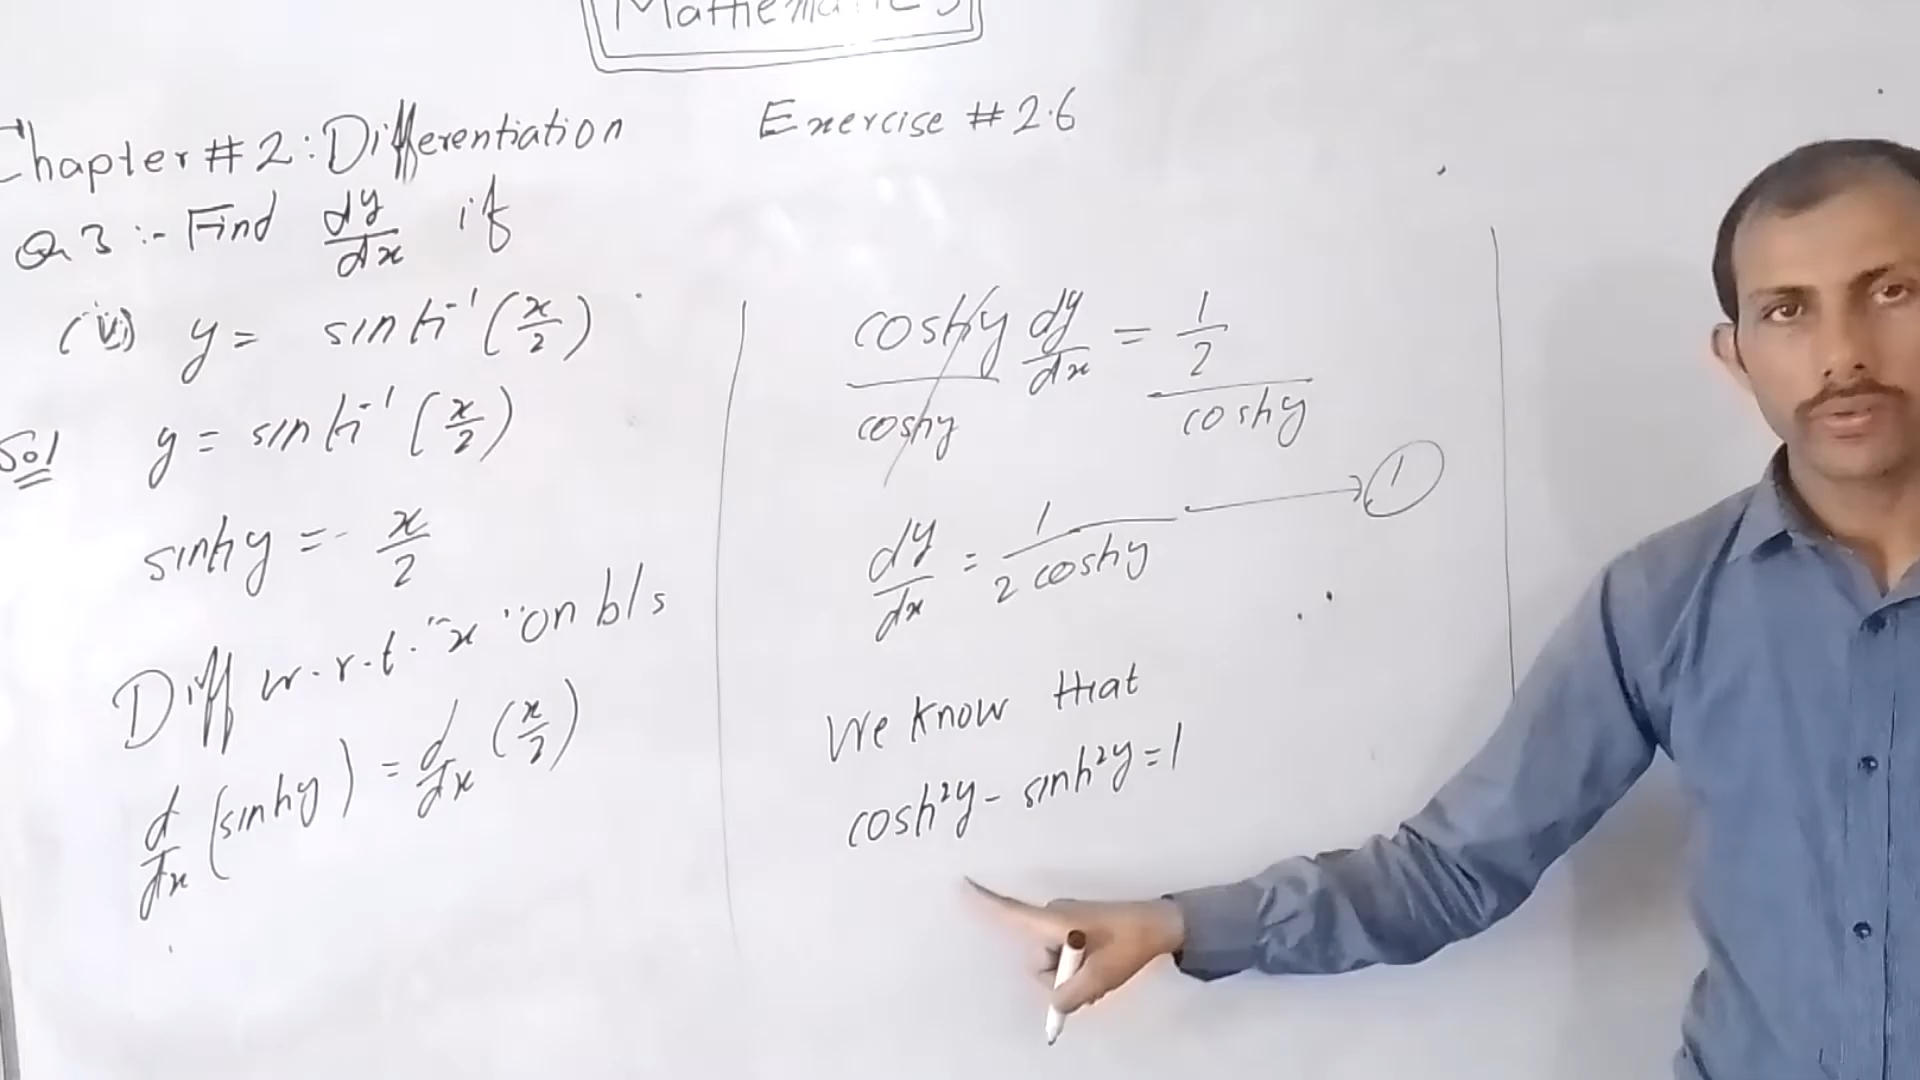 Mathematics
Chapter # 2 : Differentiation
Exercise # 2.6
Q 3 :- Find dy/dx if
(v) y = sinh⁻¹(x/2)
Sol y = sinh⁻¹(x/2)
sinhy = x/2
Diff w.r.t. "x" on b/s
d/dx (sinhy) = d/dx (x/2)
coshy dy/dx / coshy = 1/2 / coshy
dy/dx = 1/2 coshy → 1
We know that
cosh²y - sinh²y = 1